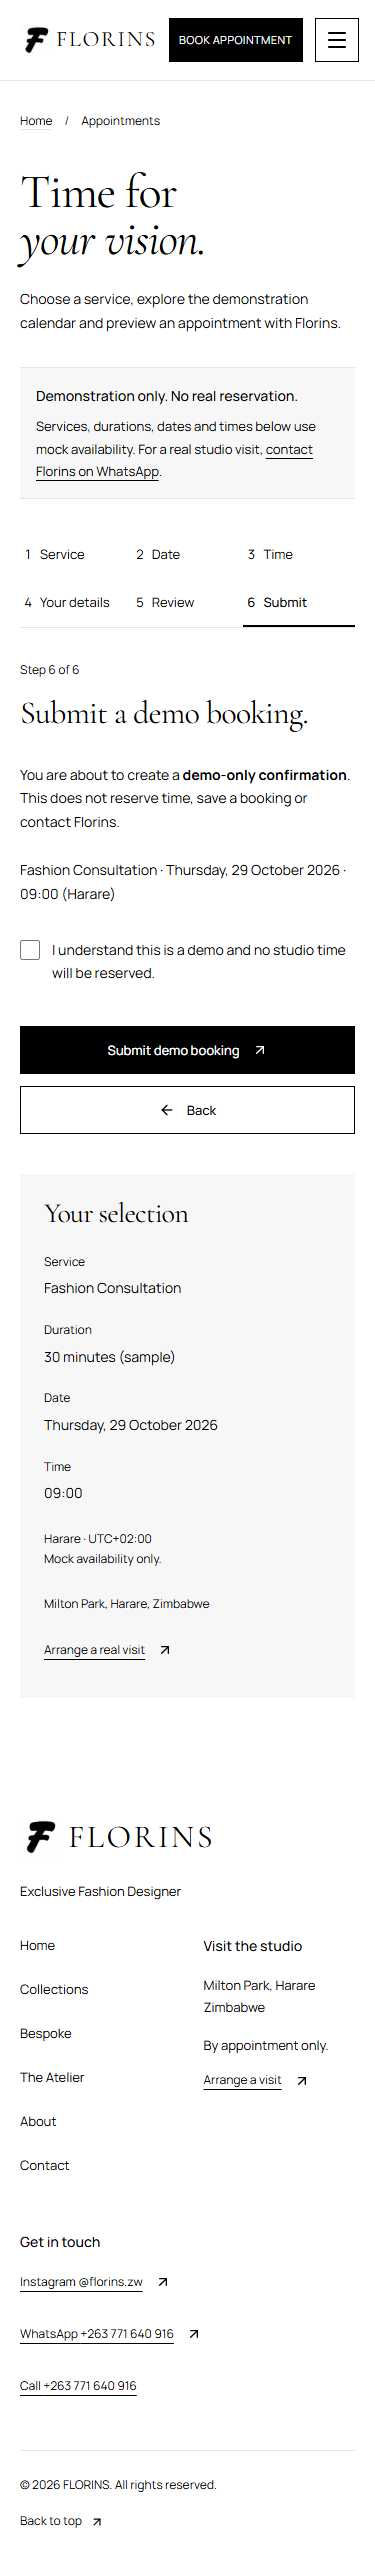 FLORINS
BOOK APPOINTMENT
Home / Appointments
Time for
your vision.
Choose a service, explore the demonstration
calendar and preview an appointment with Florins.
Demonstration only. No real reservation.
Services, durations, dates and times below use
mock availability. For a real studio visit, contact
Florins on WhatsApp.
1 Service 2 Date 3 Time
4 Your details 5 Review 6 Submit
Step 6 of 6
Submit a demo booking.
You are about to create a demo-only confirmation.
This does not reserve time, save a booking or
contact Florins.
Fashion Consultation · Thursday, 29 October 2026 ·
09:00 (Harare)
I understand this is a demo and no studio time
will be reserved.
Submit demo booking
Back
Your selection
Service
Fashion Consultation
Duration
30 minutes (sample)
Date
Thursday, 29 October 2026
Time
09:00
Harare · UTC+02:00
Mock availability only.
Milton Park, Harare, Zimbabwe
Arrange a real visit
FLORINS
Exclusive Fashion Designer
Home
Collections
Bespoke
The Atelier
About
Contact
Visit the studio
Milton Park, Harare
Zimbabwe
By appointment only.
Arrange a visit
Get in touch
Instagram @florins.zw
WhatsApp +263 771 640 916
Call +263 771 640 916
© 2026 FLORINS. All rights reserved.
Back to top